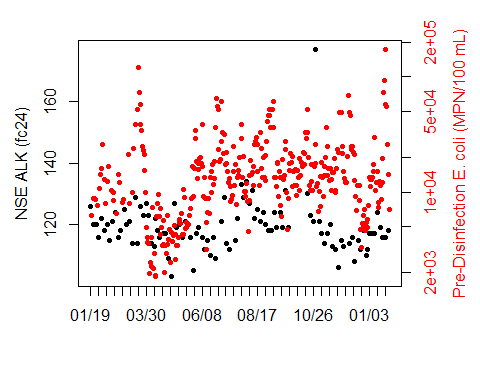 NSE ALK (fc24)
160
140
120
2e+05
5e+04
1e+04
2e+03
Pre-Disinfection E. coli (MPN/100 mL)
01/19 03/30 06/08 08/17 10/26 01/03